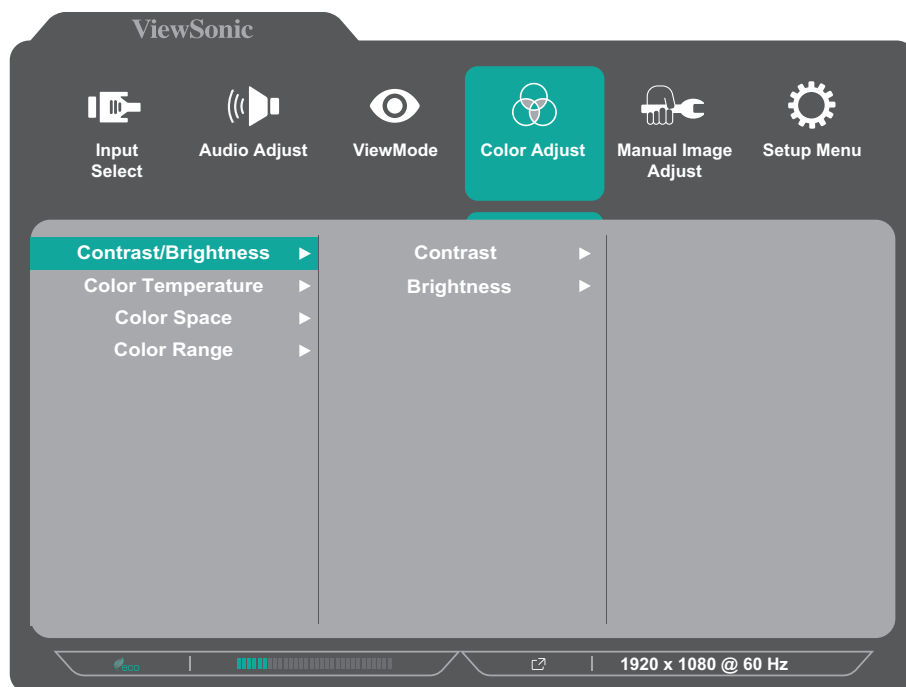 ViewSonic
Input
Select
Audio Adjust
ViewMode
Color Adjust
Manual Image
Adjust
Setup Menu
Contrast/Brightness
Color Temperature
Color Space
Color Range
Contrast
Brightness
eco
1920 x 1080 @ 60 Hz